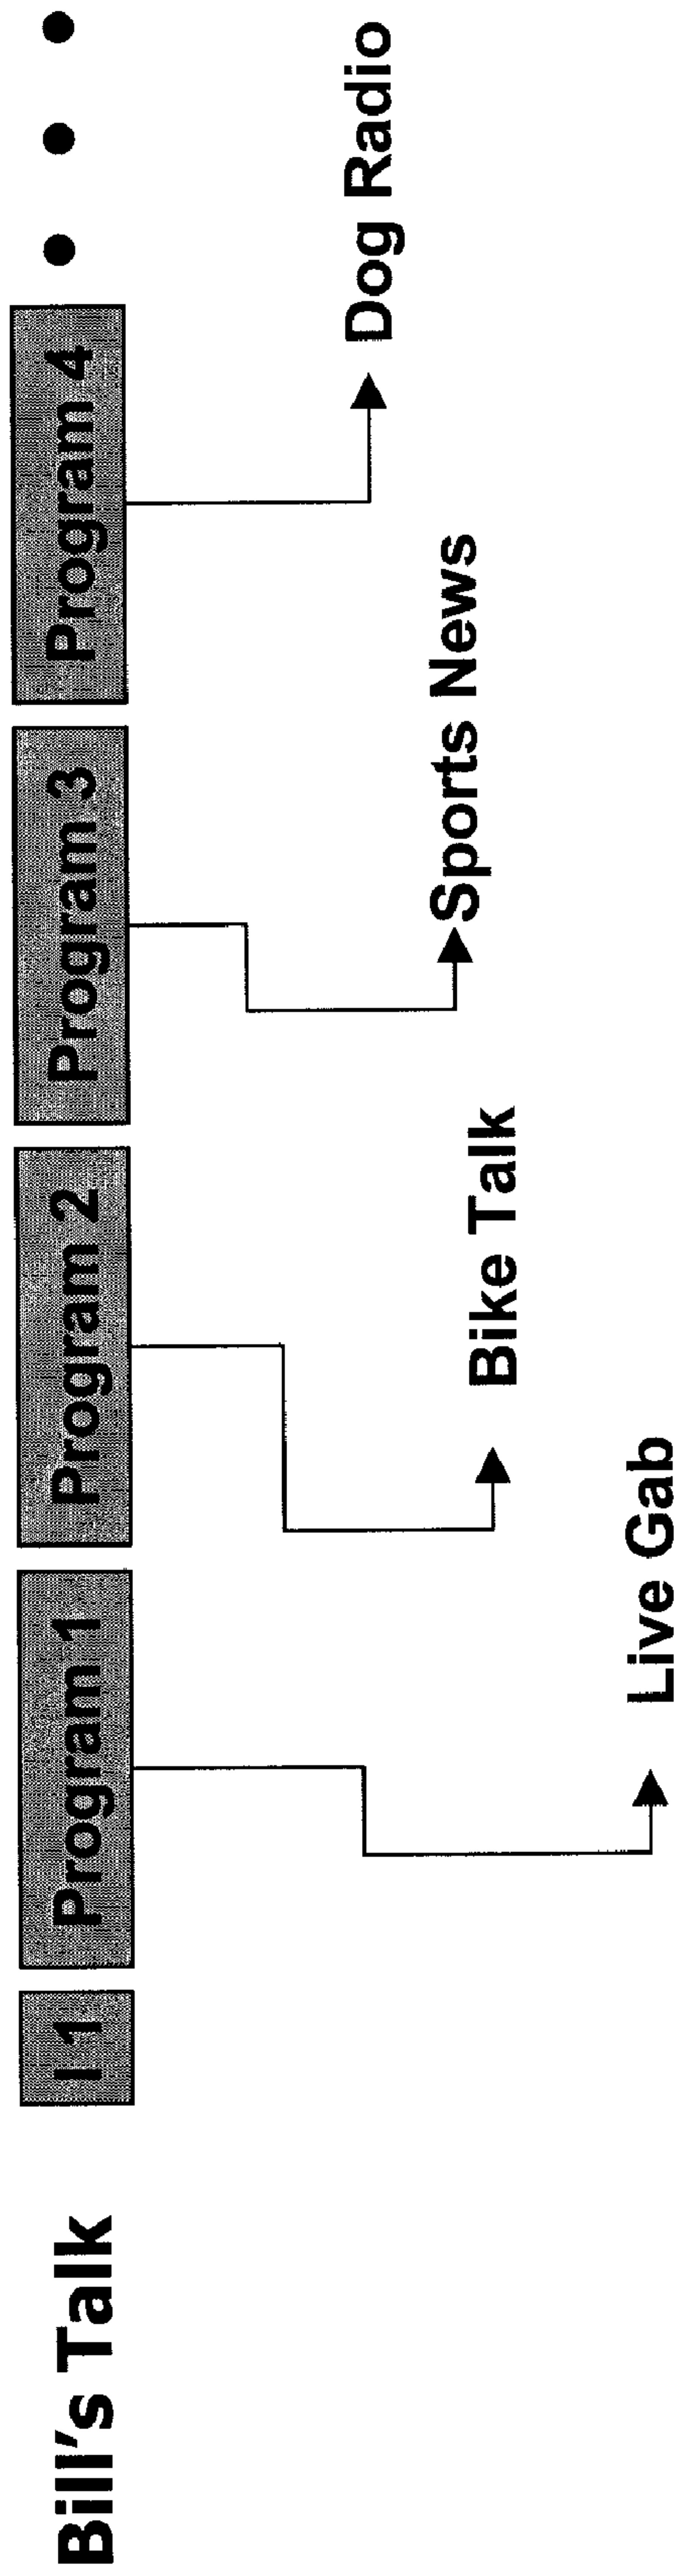 Bill's Talk
I 1
Program 1
Program 2
Program 3
Program 4
Live Gab
Bike Talk
Sports News
Dog Radio